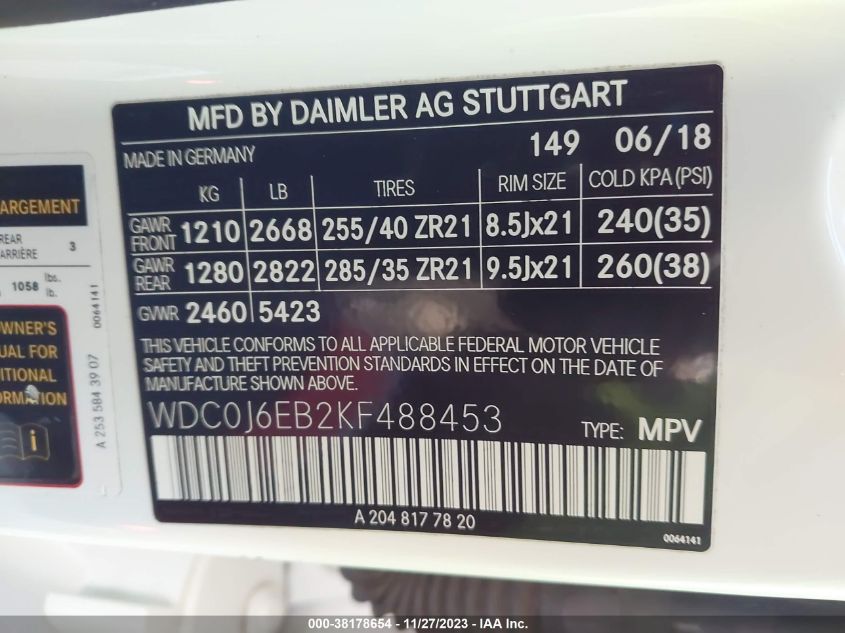 MFD BY DAIMLER AG STUTTGART
MADE IN GERMANY 149 06/18
KG LB TIRES RIM SIZE COLD KPA (PSI)
GAWR FRONT 1210 2668 255/40 ZR21 8.5Jx21 240(35)
GAWR REAR 1280 2822 285/35 ZR21 9.5Jx21 260(38)
GVWR 2460 5423
THIS VEHICLE CONFORMS TO ALL APPLICABLE FEDERAL MOTOR VEHICLE
SAFETY AND THEFT PREVENTION STANDARDS IN EFFECT ON THE DATE OF
MANUFACTURE SHOWN ABOVE.
WDC0J6EB2KF488453 TYPE: MPV
A 204 817 78 20
0064141
ARGEMENT
REAR
ARRIÈRE 3
1058 lbs.
lb.
OWNER'S
UAL FOR
ITIONAL
0064141
A 253 584 39 07
000-38178654 - 11/27/2023 - IAA Inc.